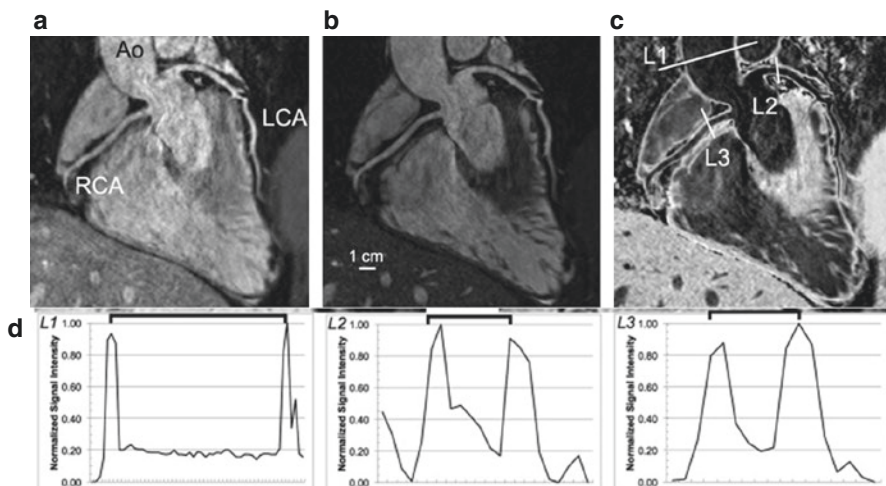 a
b
c
Ao
LCA
RCA
1 cm
L1
L2
L3
d
L1
Normalized Signal Intensity
1.00
0.80
0.60
0.40
0.20
0.00
L2
Normalized Signal Intensity
1.00
0.80
0.60
0.40
0.20
0.00
L3
Normalized Signal Intensity
1.00
0.80
0.60
0.40
0.20
0.00